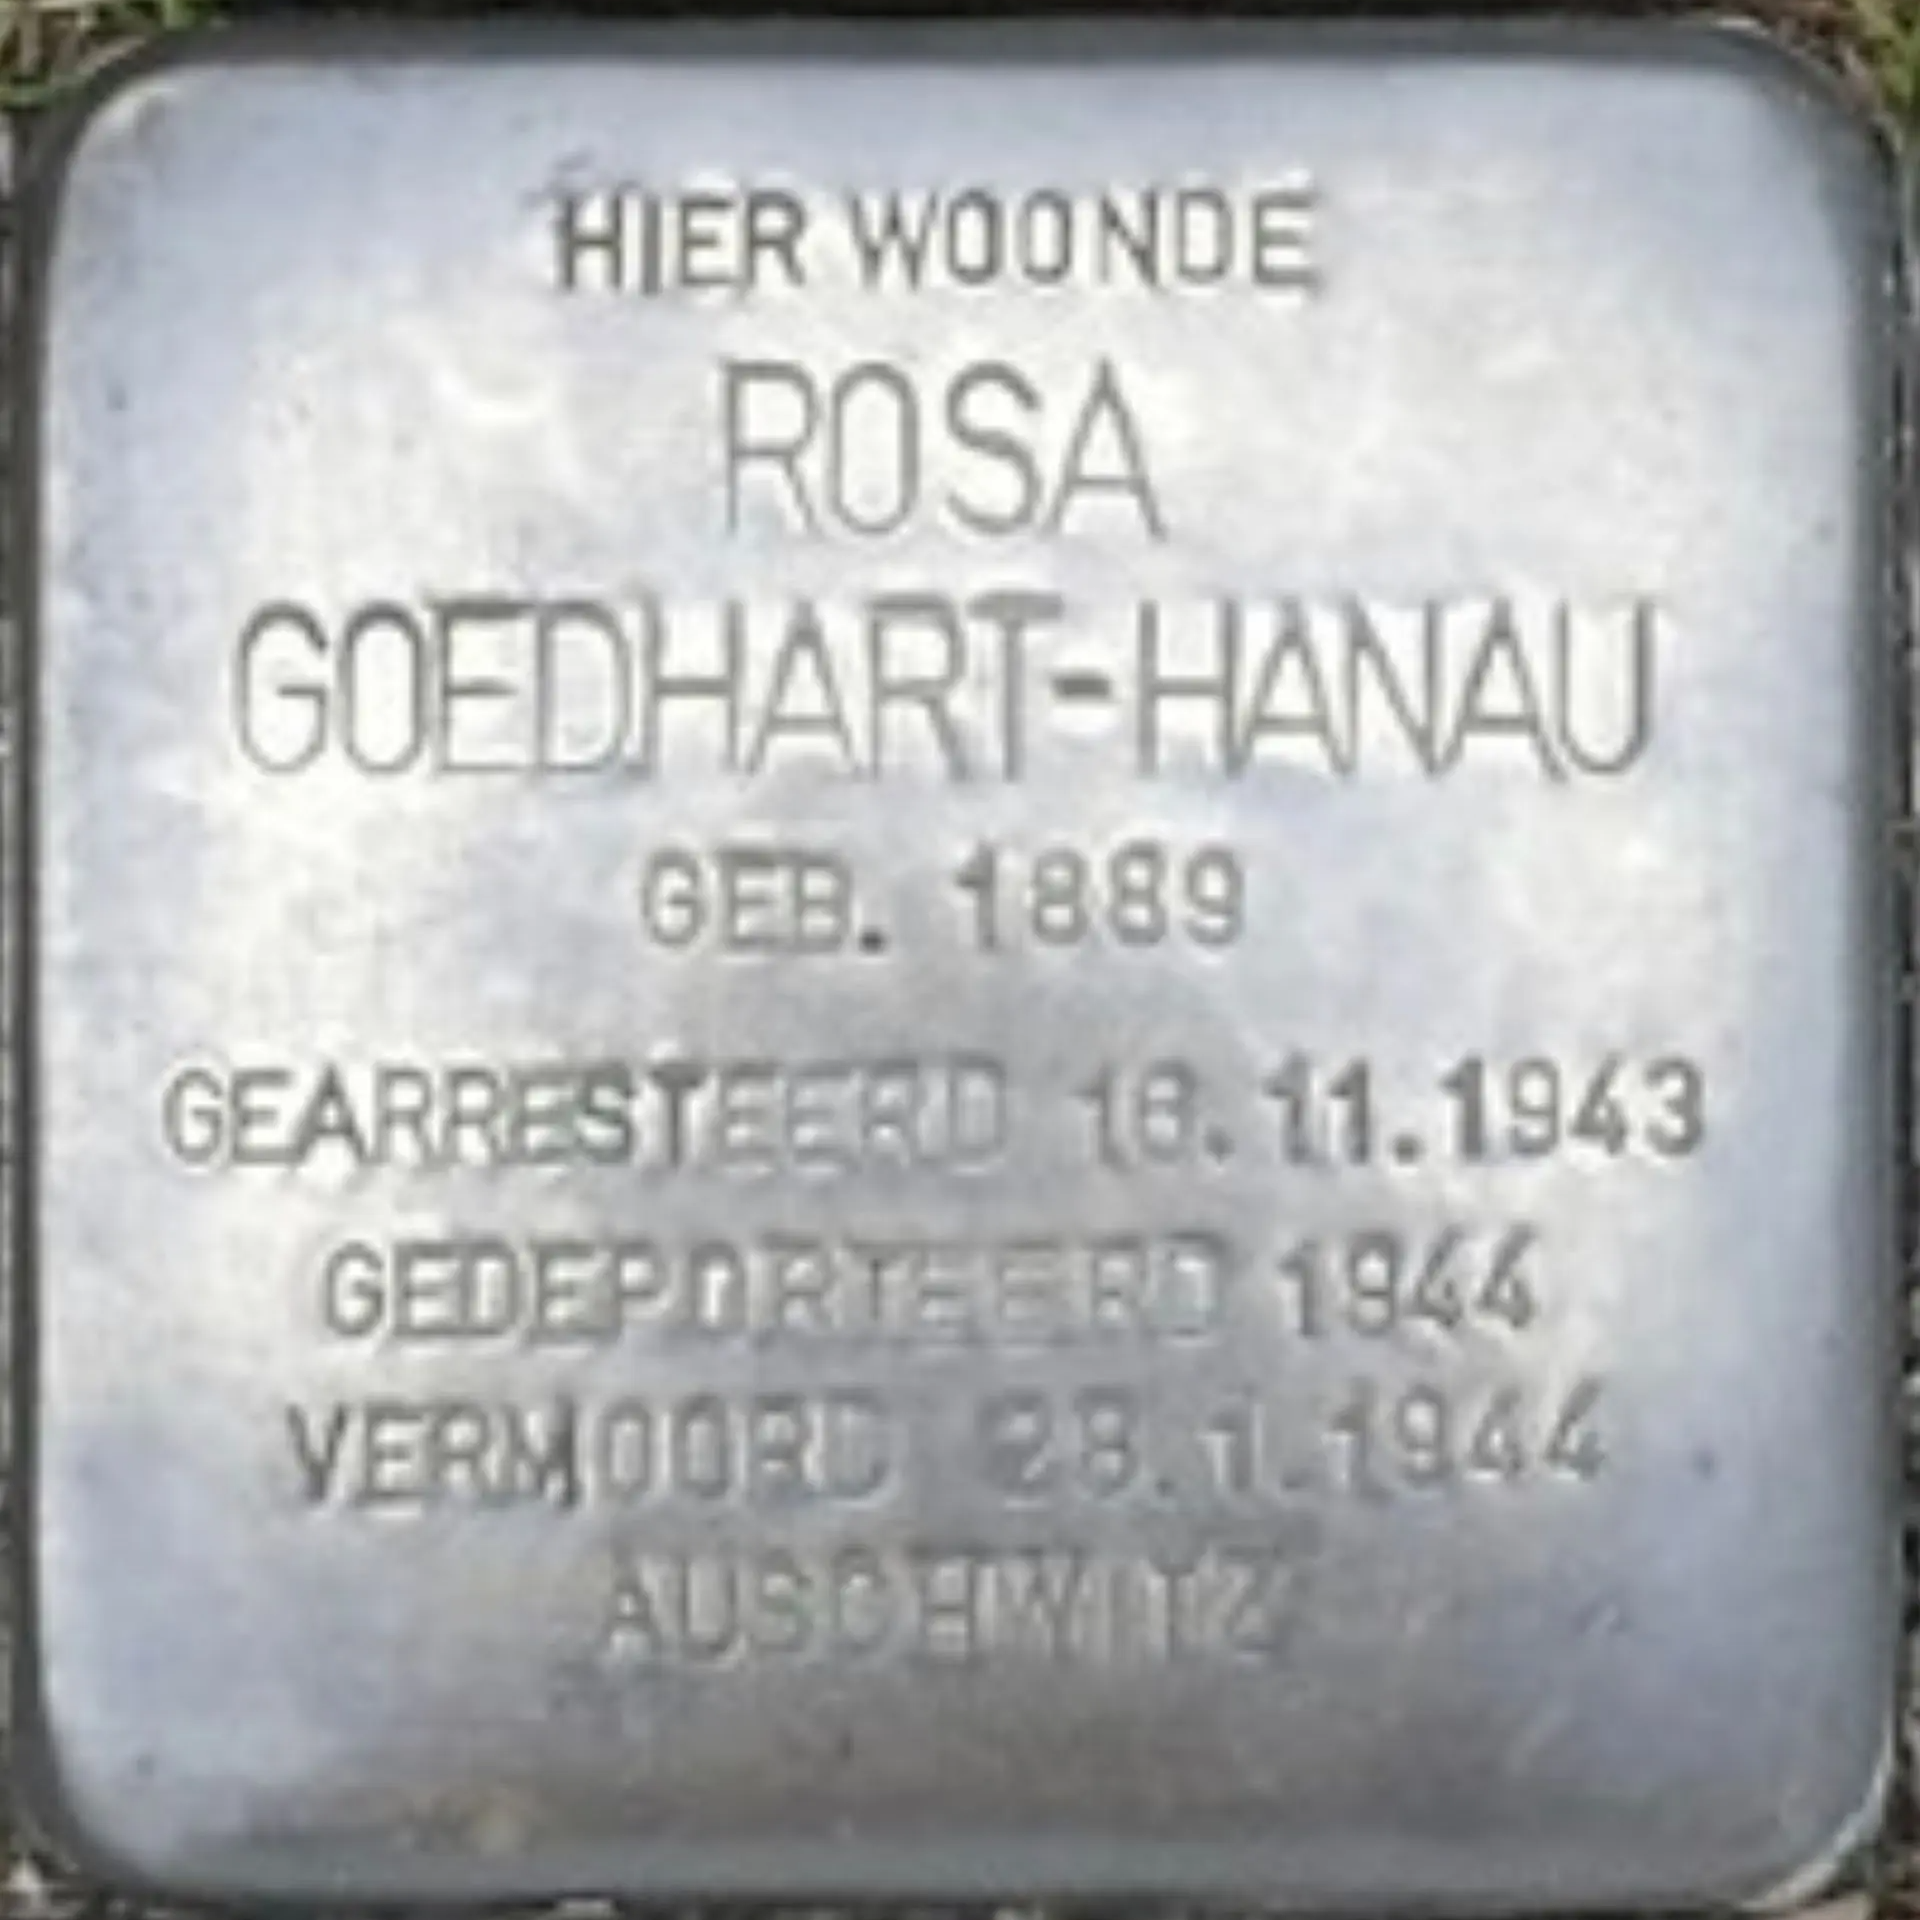 HIER WOONDE
ROSA
GOEDHART-HANAU
GEB. 1889
GEARRESTEERD 16.11.1943
GEDEPORTEERD 1944
VERMOORD 28.1.1944
AUSCHWITZ